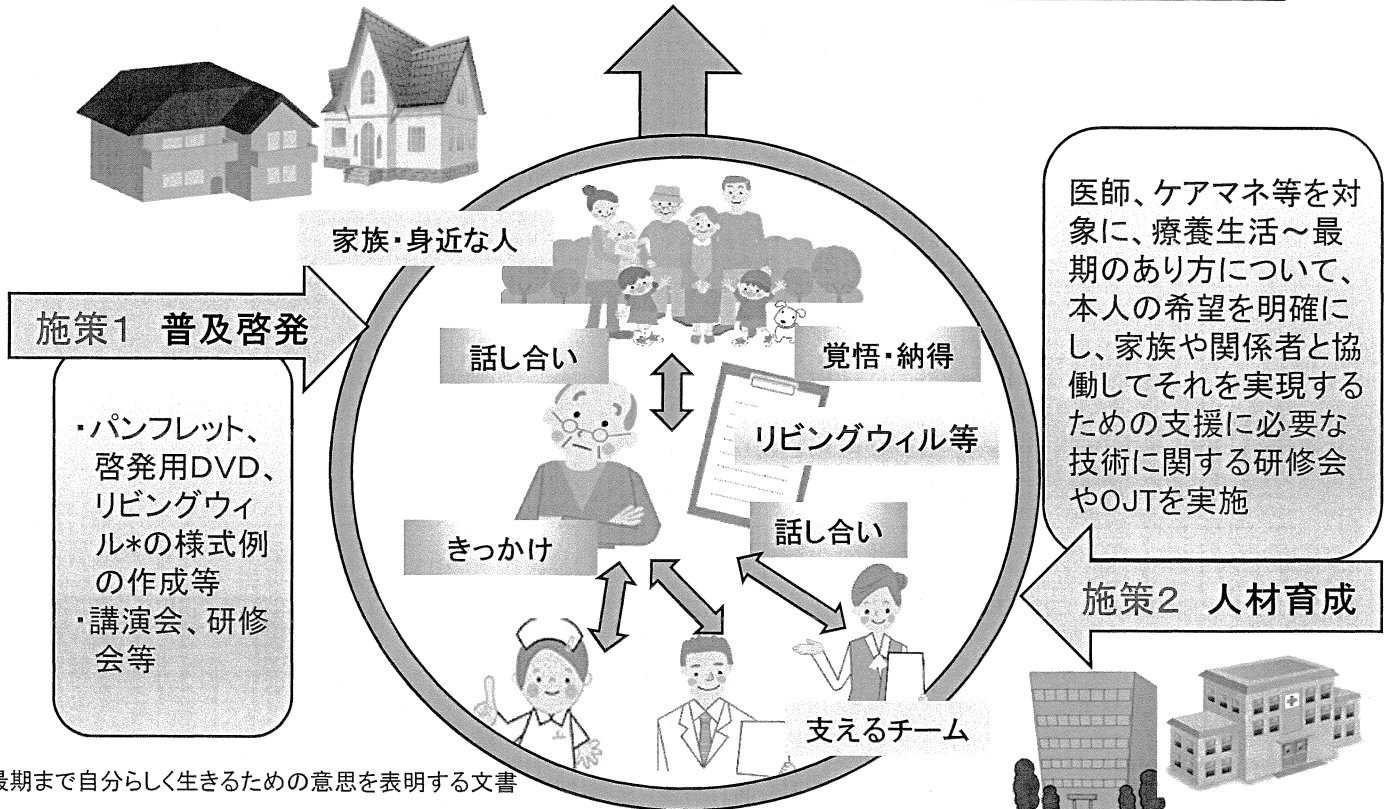 家族・身近な人
施策1 普及啓発
・パンフレット、
啓発用DVD、
リビングウィ
ル*の様式例
の作成等
・講演会、研修
会等
話し合い
覚悟・納得
リビングウィル等
きっかけ
話し合い
支えるチーム
医師、ケアマネ等を対
象に、療養生活~最
期のあり方について、
本人の希望を明確に
し、家族や関係者と協
働してそれを実現する
ための支援に必要な
技術に関する研修会
やOJTを実施
施策2 人材育成
最期まで自分らしく生きるための意思を表明する文書